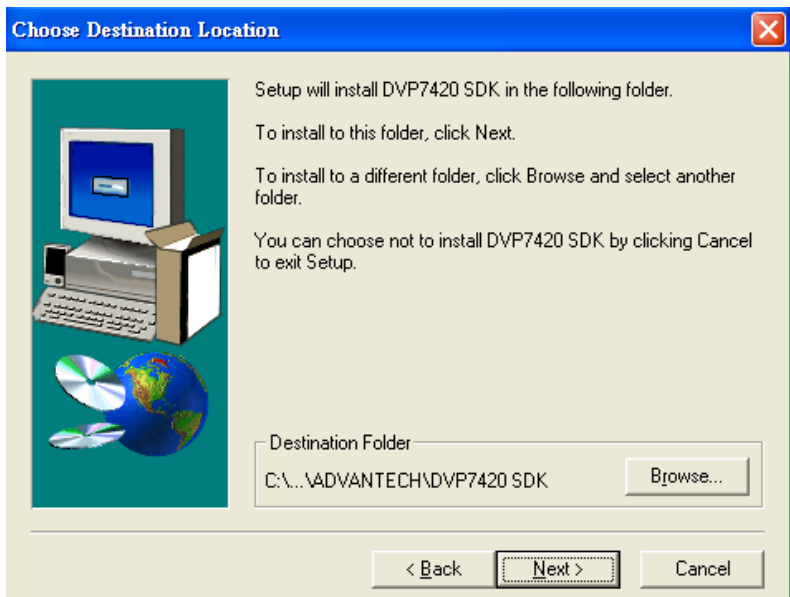 Choose Destination Location
Setup will install DVP7420 SDK in the following folder.
To install to this folder, click Next.
To install to a different folder, click Browse and select another
folder.
You can choose not to install DVP7420 SDK by clicking Cancel
to exit Setup.
Destination Folder
C:\...\ADVANTECH\DVP7420 SDK
Browse...
< Back
Next >
Cancel